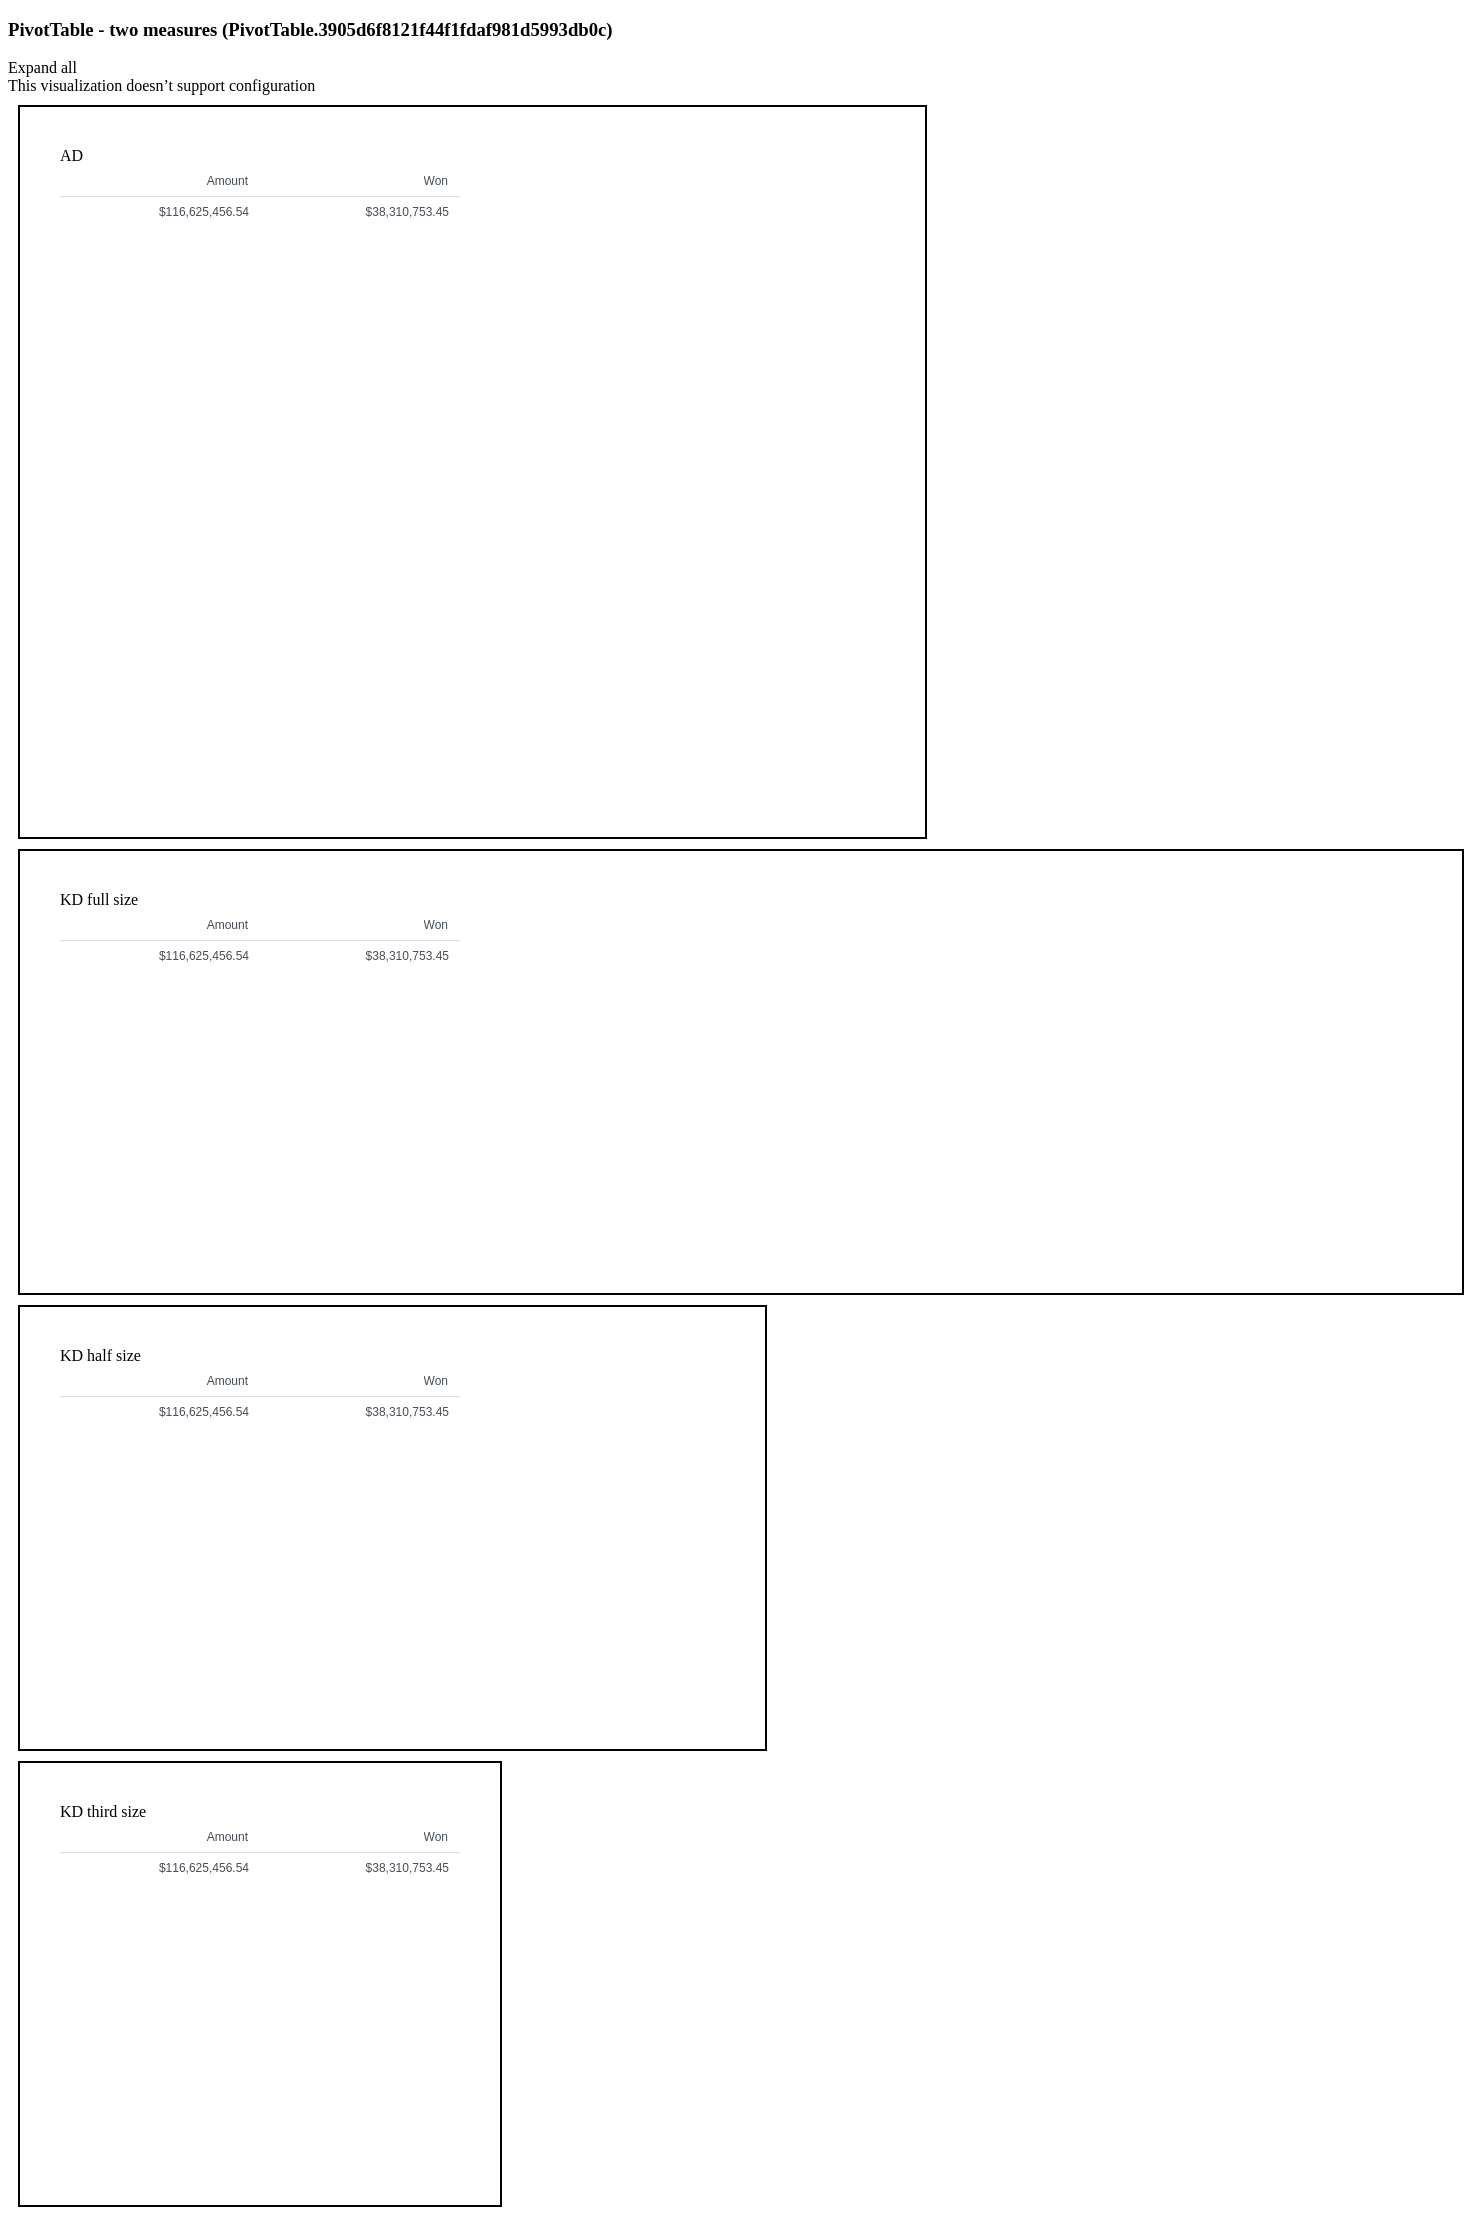 PivotTable - two measures (PivotTable.3905d6f8121f44f1fdaf981d5993db0c)
Expand all
This visualization doesn’t support configuration
AD
Amount Won
$116,625,456.54 $38,310,753.45
KD full size
Amount Won
$116,625,456.54 $38,310,753.45
KD half size
Amount Won
$116,625,456.54 $38,310,753.45
KD third size
Amount Won
$116,625,456.54 $38,310,753.45